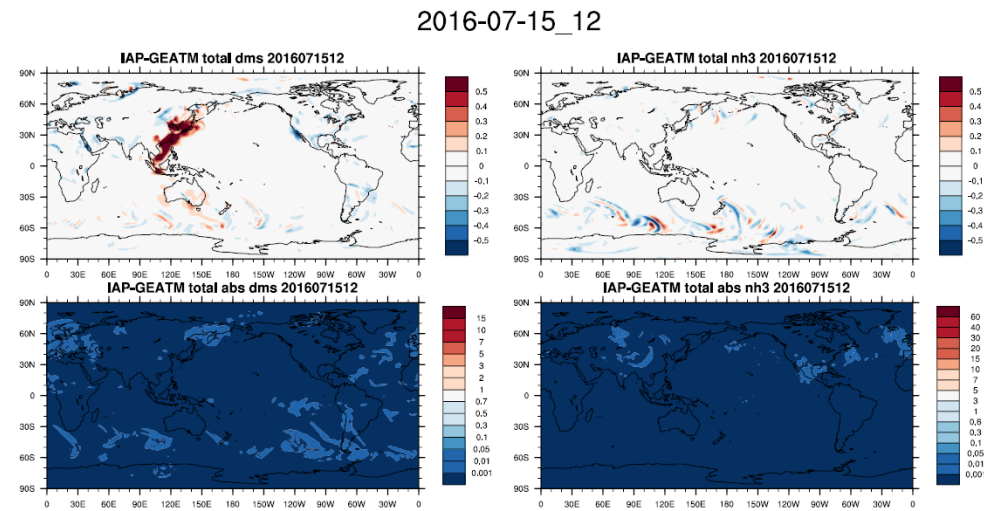 2016-07-15_12
IAP-GEATM total dms 2016071512
90N
60N
30N
0
30S
60S
90S
0 30E 60E 90E 120E 150E 180 150W 120W 90W 60W 30W 0
0.5
0.4
0.3
0.2
0.1
0
-0.1
-0.2
-0.3
-0.4
-0.5
IAP-GEATM total nh3 2016071512
90N
60N
30N
0
30S
60S
90S
0 30E 60E 90E 120E 150E 180 150W 120W 90W 60W 30W 0
0.5
0.4
0.3
0.2
0.1
0
-0.1
-0.2
-0.3
-0.4
-0.5
IAP-GEATM total abs dms 2016071512
90N
60N
30N
0
30S
60S
90S
0 30E 60E 90E 120E 150E 180 150W 120W 90W 60W 30W 0
15
10
7
5
3
2
1
0.7
0.5
0.3
0.1
0.05
0.01
0.001
IAP-GEATM total abs nh3 2016071512
90N
60N
30N
0
30S
60S
90S
0 30E 60E 90E 120E 150E 180 150W 120W 90W 60W 30W 0
60
40
30
20
15
10
7
5
3
1
0.6
0.3
0.1
0.05
0.01
0.001